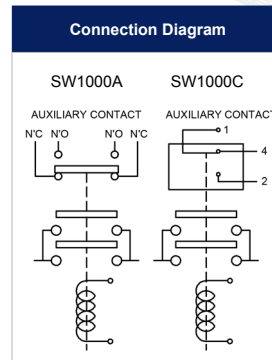 Connection Diagram
SW1000A SW1000C
AUXILIARY CONTACT AUXILIARY CONTACT
N'C N'O N'O N'C
1
4
2